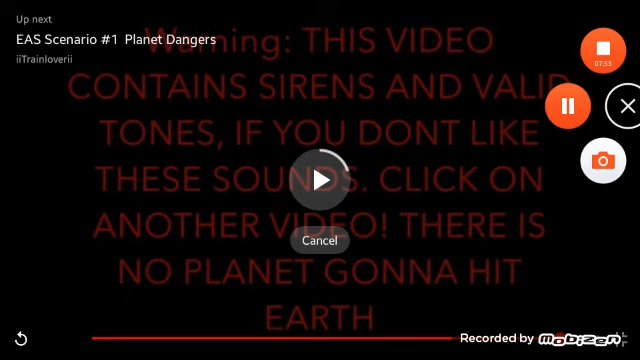 Up next
EAS Scenario #1 Planet Dangers
iiTrainloverii
Warning: THIS VIDEO
CONTAINS SIRENS AND VALID
TONES, IF YOU DONT LIKE
THESE SOUNDS. CLICK ON
ANOTHER VIDEO! THERE IS
NO PLANET GONNA HIT
EARTH
Cancel
07:53
Recorded by Mobizen